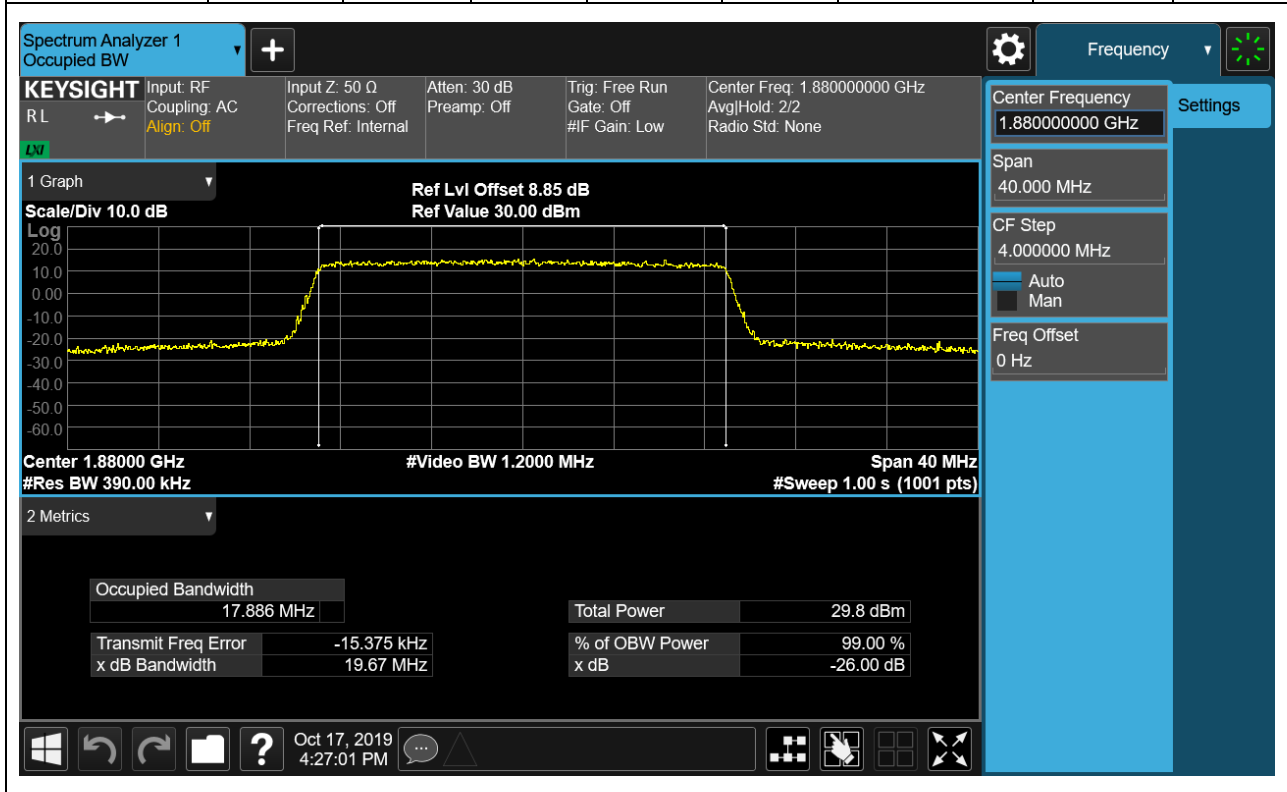 Spectrum Analyzer 1
Occupied BW
Frequency
KEYSIGHT
R L
LXI
Input: RF
Coupling: AC
Align: Off
Input Z: 50 Ω
Corrections: Off
Freq Ref: Internal
Atten: 30 dB
Preamp: Off
Trig: Free Run
Gate: Off
#IF Gain: Low
Center Freq: 1.880000000 GHz
Avg|Hold: 2/2
Radio Std: None
Center Frequency
1.880000000 GHz
Settings
Span
40.000 MHz
CF Step
4.000000 MHz
Auto
Man
Freq Offset
0 Hz
1 Graph
Scale/Div 10.0 dB
Ref Lvl Offset 8.85 dB
Ref Value 30.00 dBm
Log
20.0
10.0
0.00
-10.0
-20.0
-30.0
-40.0
-50.0
-60.0
Center 1.88000 GHz
#Video BW 1.2000 MHz
Span 40 MHz
#Res BW 390.00 kHz
#Sweep 1.00 s (1001 pts)
2 Metrics
Occupied Bandwidth
17.886 MHz
Total Power 29.8 dBm
Transmit Freq Error -15.375 kHz
% of OBW Power 99.00 %
x dB Bandwidth 19.67 MHz
x dB -26.00 dB
?
Oct 17, 2019
4:27:01 PM